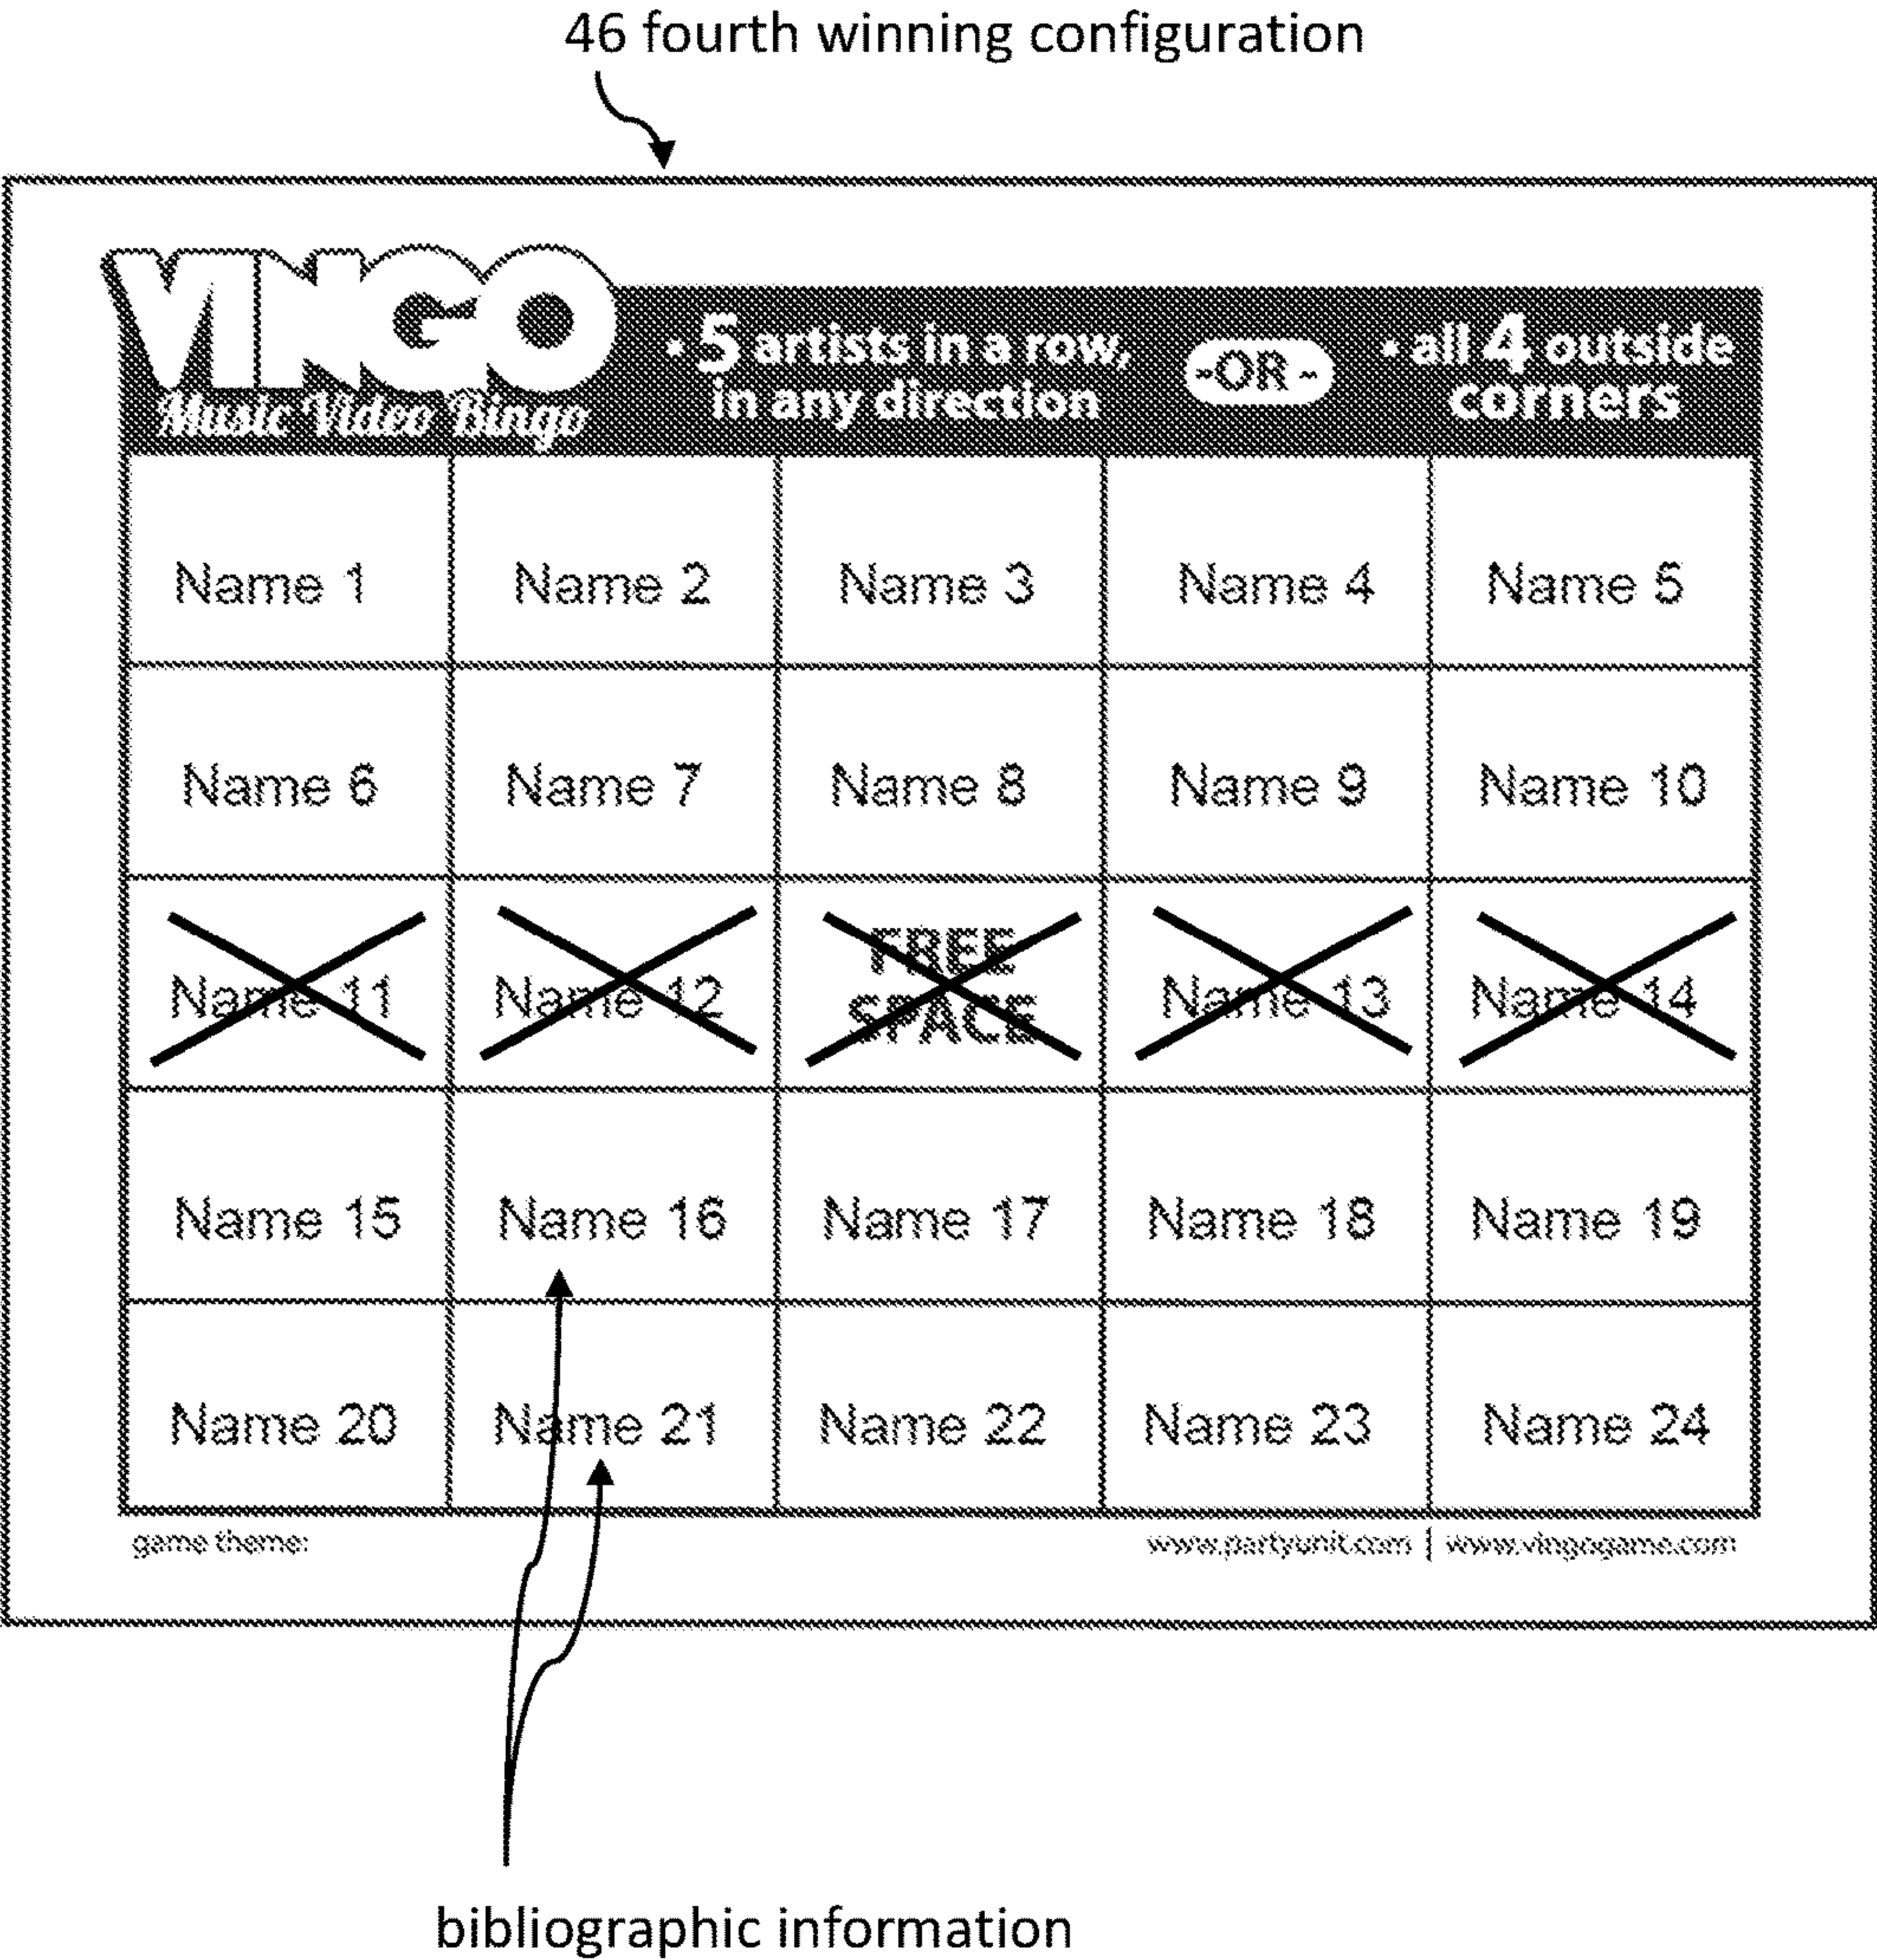 46 fourth winning configuration
VINGO
Music Video Bingo
• 5 artists in a row,
in any direction
-OR-
• all 4 outside
corners
Name 1 Name 2 Name 3 Name 4 Name 5
Name 6 Name 7 Name 8 Name 9 Name 10
FREE
Name 11 Name 12 Name 13 Name 14
SPACE
Name 15 Name 16 Name 17 Name 18 Name 19
Name 20 Name 21 Name 22 Name 23 Name 24
game theme: www.partyunit.com | www.vingogame.com
bibliographic information